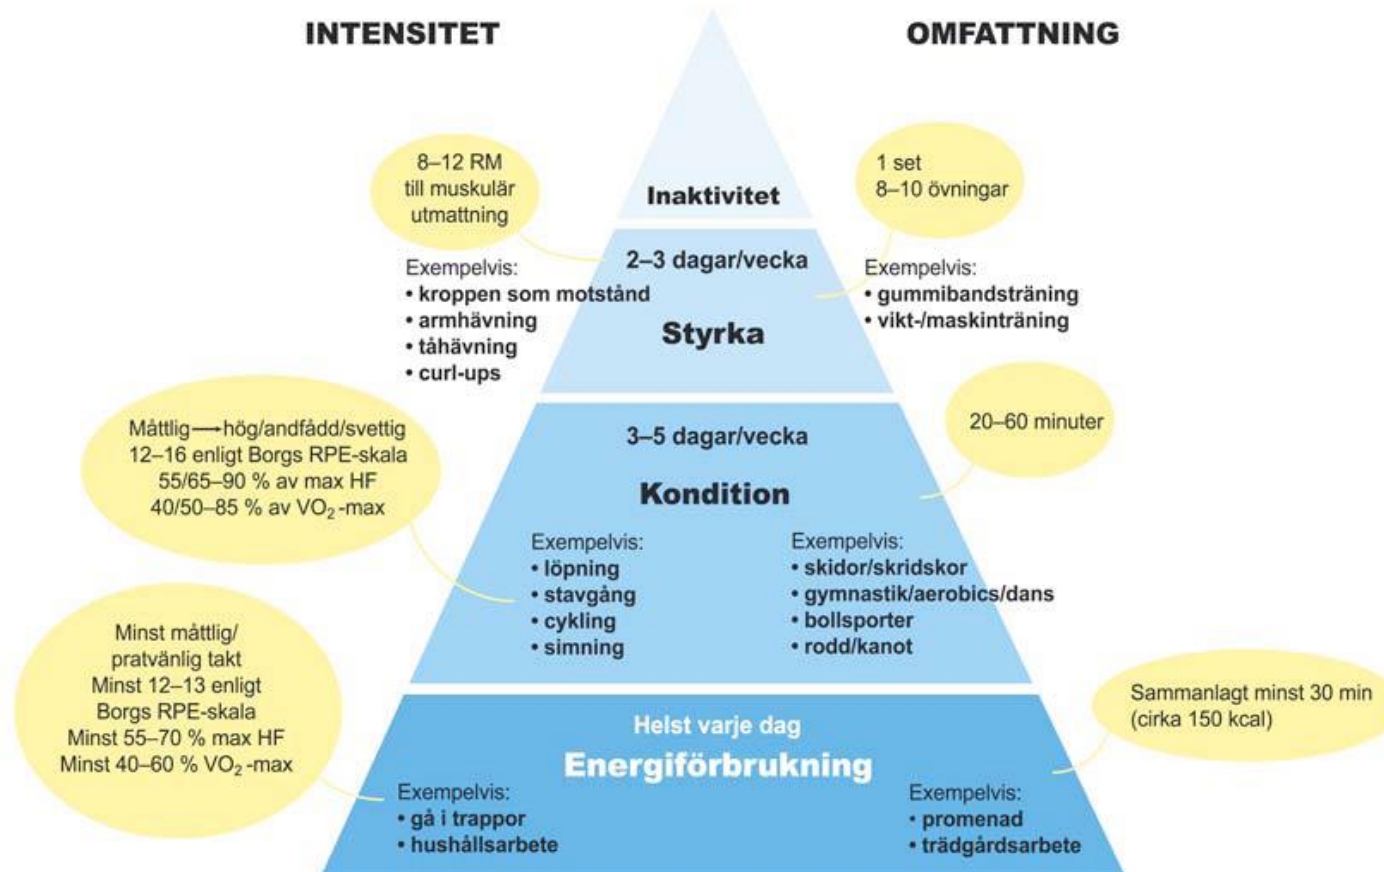 INTENSITET
OMFATTNING
8–12 RM
till muskulär
utmattning
1 set
8–10 övningar
Inaktivitet
2–3 dagar/vecka
Styrka
Exempelvis:
• kroppen som motstånd
• armhävning
• tåhävning
• curl-ups
Exempelvis:
• gummibandsträning
• vikt-/maskinträning
Måttlig→hög/andfådd/svettig
12–16 enligt Borgs RPE-skala
55/65–90 % av max HF
40/50–85 % av VO₂-max
20–60 minuter
3–5 dagar/vecka
Kondition
Exempelvis:
• löpning
• stavgång
• cykling
• simning
Exempelvis:
• skidor/skridskor
• gymnastik/aerobics/dans
• bollsporter
• rodd/kanot
Minst måttlig/
pratvänlig takt
Minst 12–13 enligt
Borgs RPE-skala
Minst 55–70 % max HF
Minst 40–60 % VO₂-max
Sammanlagt minst 30 min
(cirka 150 kcal)
Helst varje dag
Energiförbrukning
Exempelvis:
• gå i trappor
• hushållsarbete
Exempelvis:
• promenad
• trädgårdsarbete